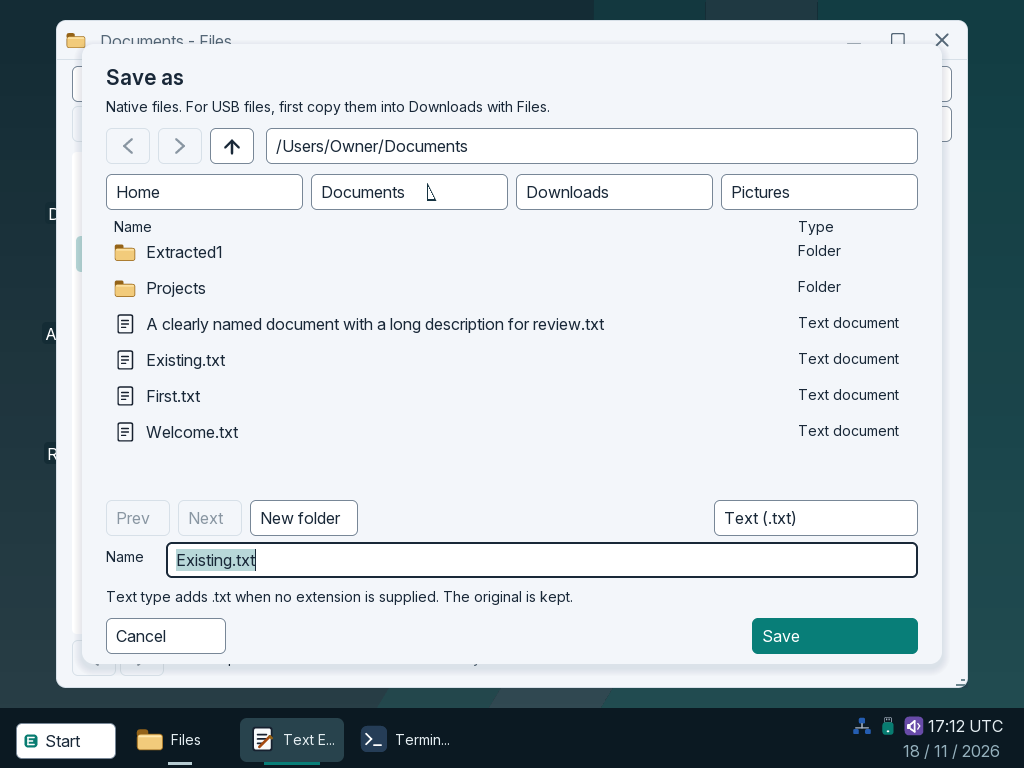 Documents - Files
Save as
Native files. For USB files, first copy them into Downloads with Files.
/Users/Owner/Documents
Home
Documents
Downloads
Pictures
Name
Type
Extracted1
Folder
Projects
Folder
A clearly named document with a long description for review.txt
Text document
Existing.txt
Text document
First.txt
Text document
Welcome.txt
Text document
Prev
Next
New folder
Text (.txt)
Name
Existing.txt
Text type adds .txt when no extension is supplied. The original is kept.
Cancel
Save
Start
Files
Text E...
Termin...
17:12 UTC
18 / 11 / 2026